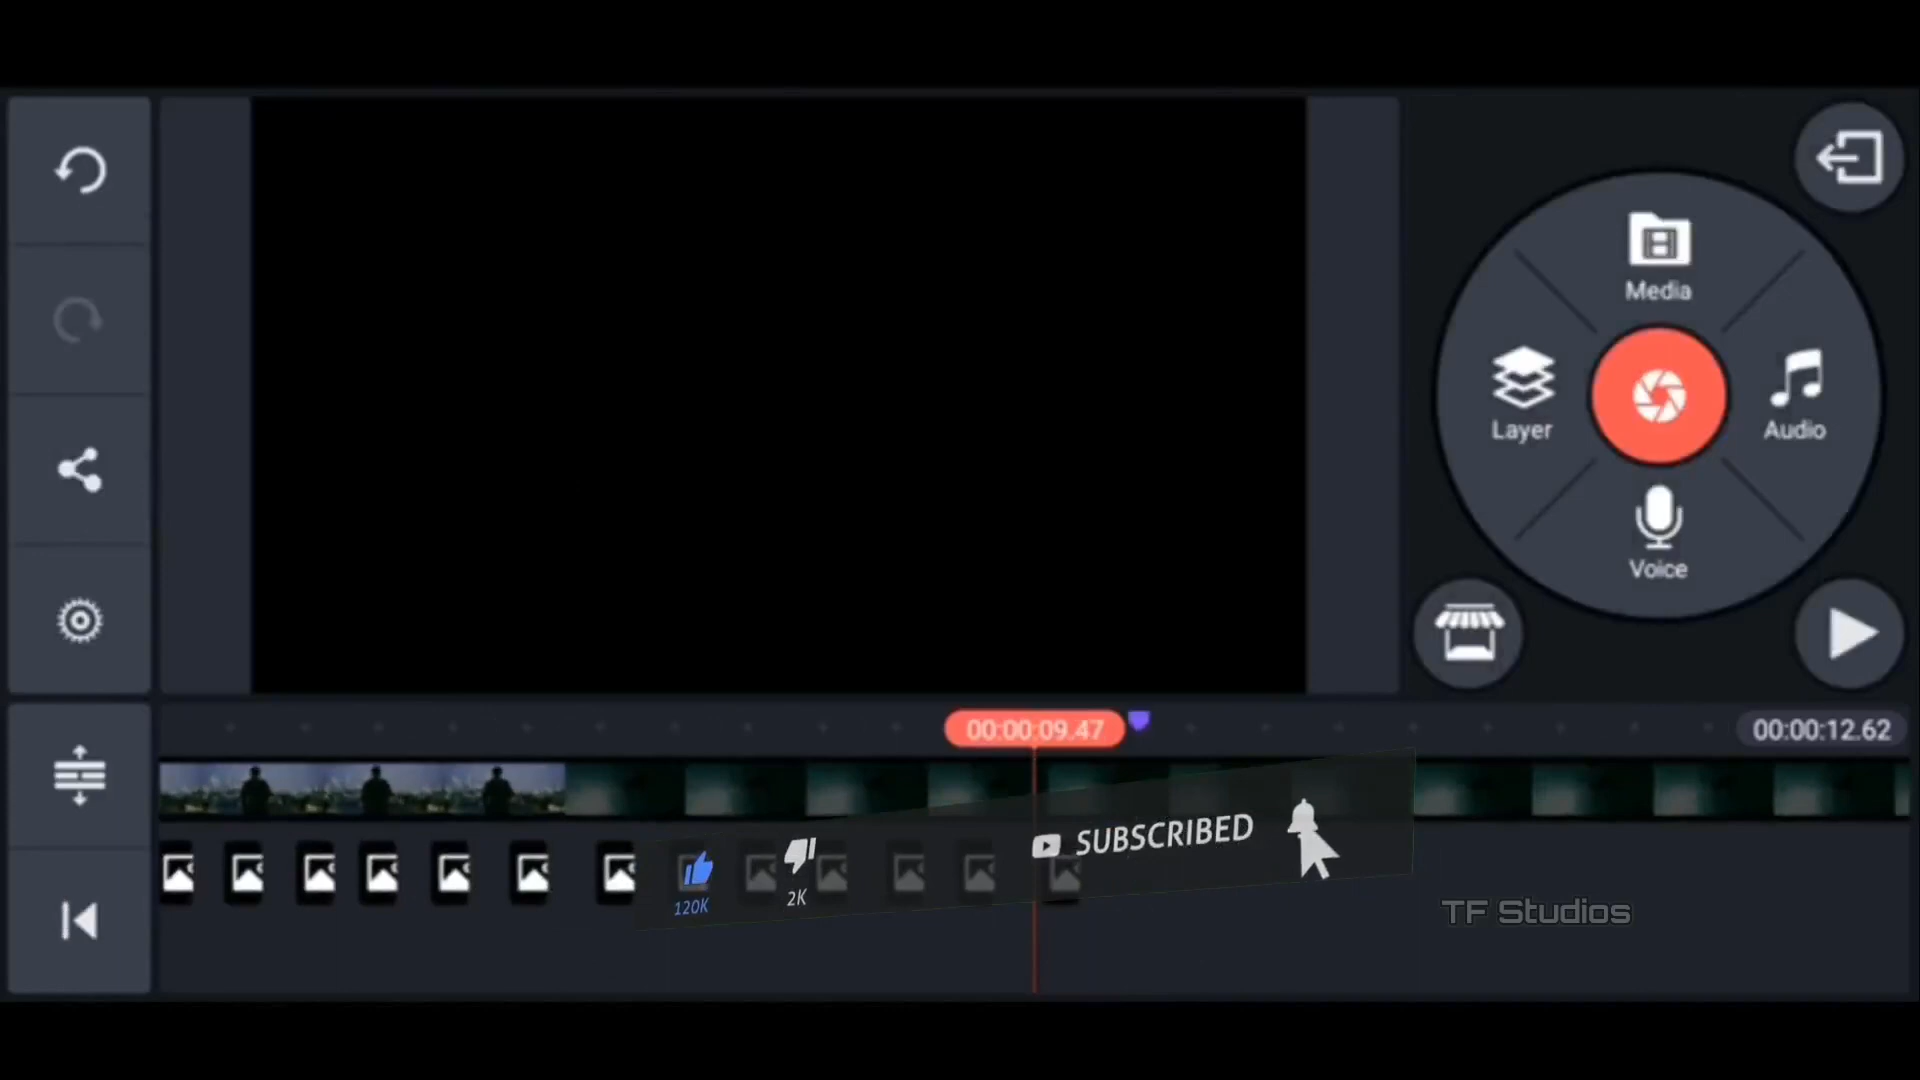 Media
Layer
Audio
Voice
00:00:09.47
00:00:12.62
SUBSCRIBED
120K
2K
TF Studios